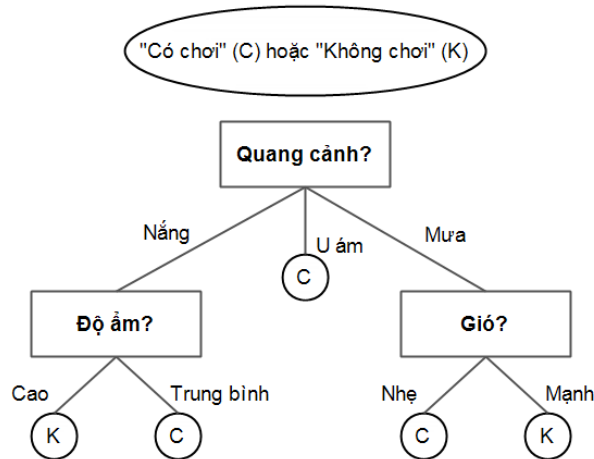 "Có chơi" (C) hoặc "Không chơi" (K)
Quang cảnh?
Nắng
U ám
Mưa
C
Độ ẩm?
Gió?
Cao
Trung bình
Nhẹ
Mạnh
K
C
C
K